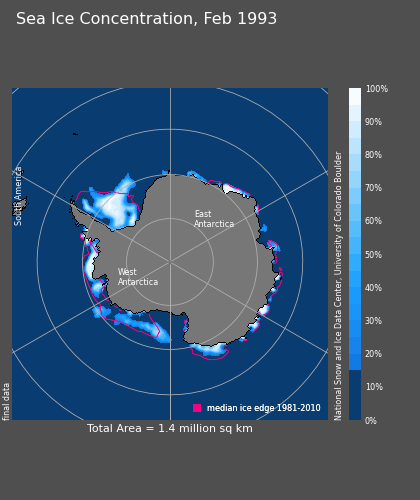 Sea Ice Concentration, Feb 1993
South America
East
Antarctica
West
Antarctica
final data
median ice edge 1981-2010
Total Area = 1.4 million sq km
National Snow and Ice Data Center, University of Colorado Boulder
100%
90%
80%
70%
60%
50%
40%
30%
20%
10%
0%